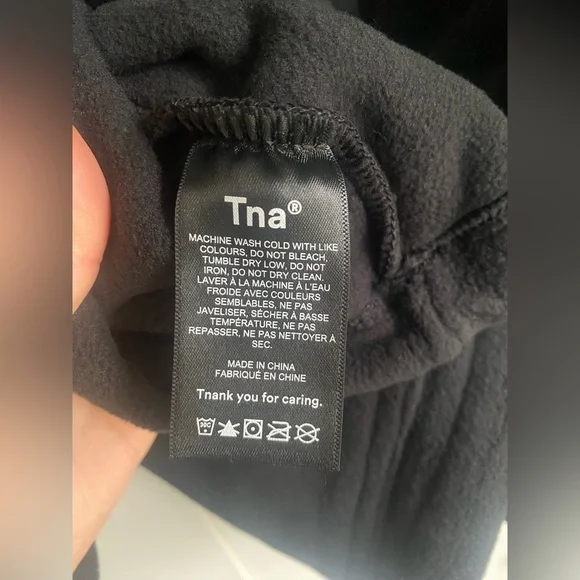 Tna®
MACHINE WASH COLD WITH LIKE
COLOURS, DO NOT BLEACH,
TUMBLE DRY LOW, DO NOT
IRON, DO NOT DRY CLEAN.
LAVER À LA MACHINE À L'EAU
FROIDE AVEC COULEURS
SEMBLABLES, NE PAS
JAVELISER, SÉCHER À BASSE
TEMPÉRATURE, NE PAS
REPASSER, NE PAS NETTOYER À
SEC.
MADE IN CHINA
FABRIQUÉ EN CHINE
Tnank you for caring.
30C